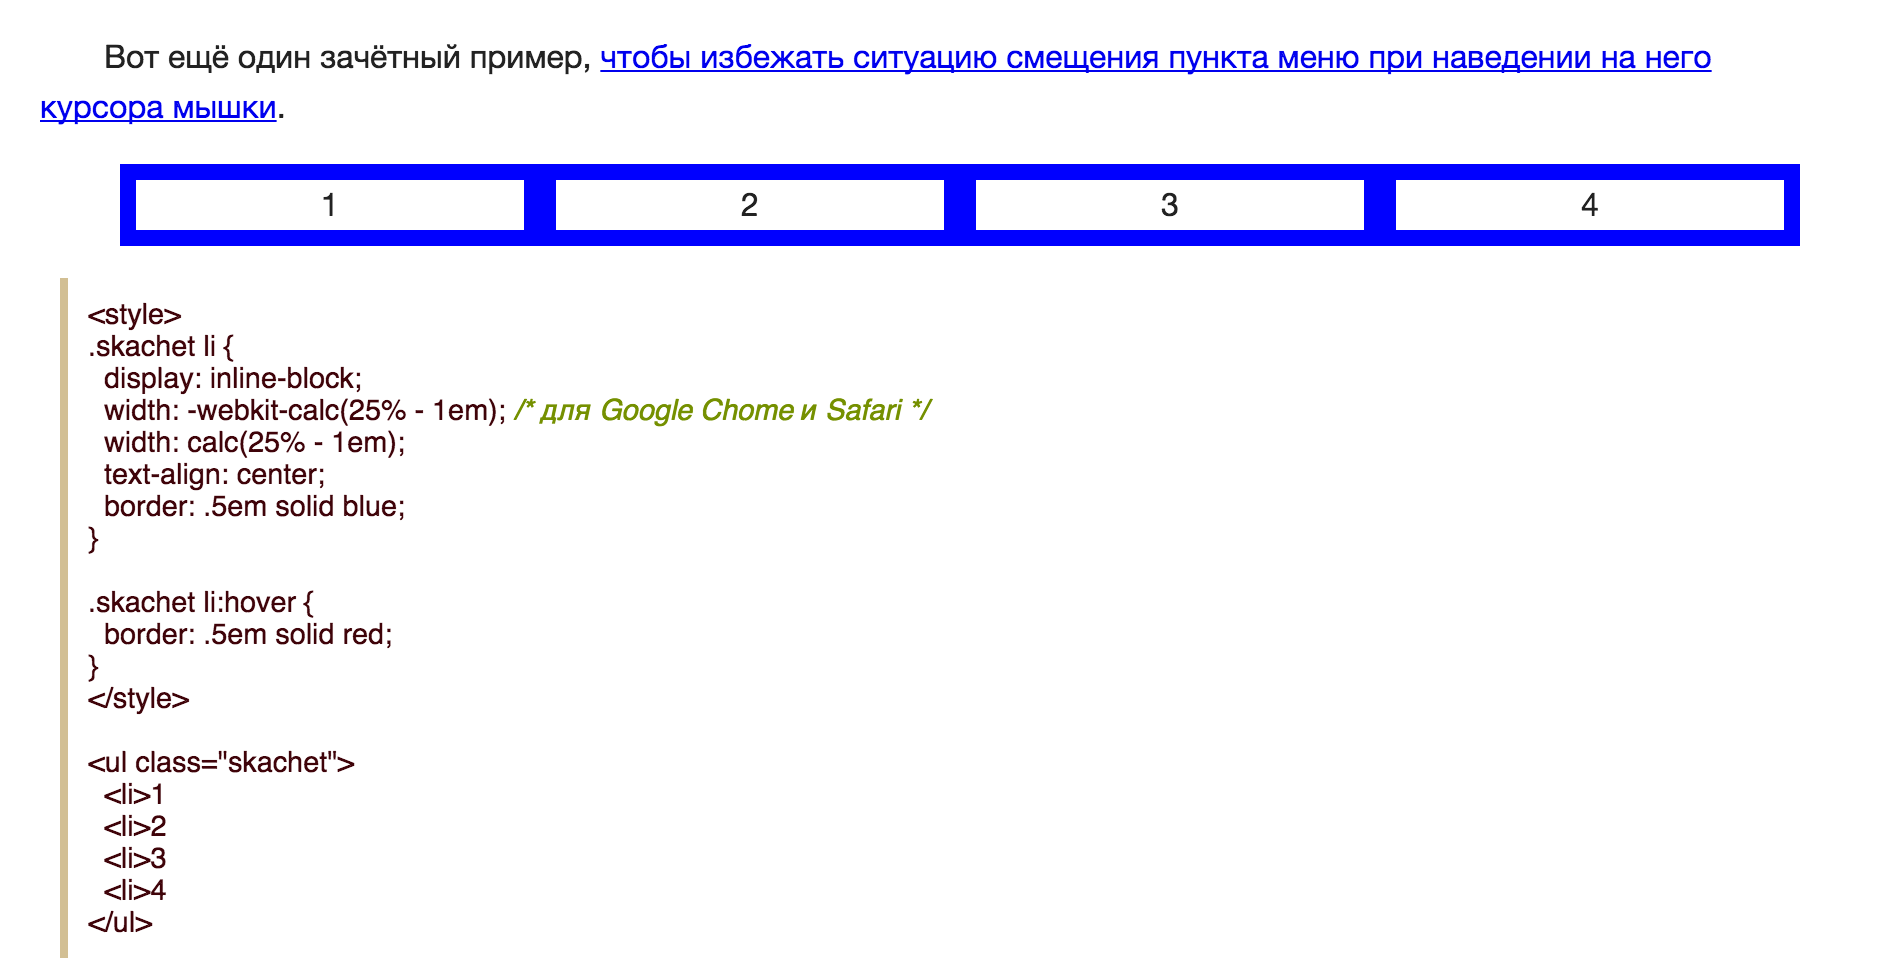 Вот ещё один зачётный пример, чтобы избежать ситуацию смещения пункта меню при наведении на него
курсора мышки.
1 2 3 4
<style>
.skachet li {
display: inline-block;
width: -webkit-calc(25% - 1em); /* для Google Chome и Safari */
width: calc(25% - 1em);
text-align: center;
border: .5em solid blue;
}
.skachet li:hover {
border: .5em solid red;
}
</style>
<ul class="skachet">
<li>1
<li>2
<li>3
<li>4
</ul>